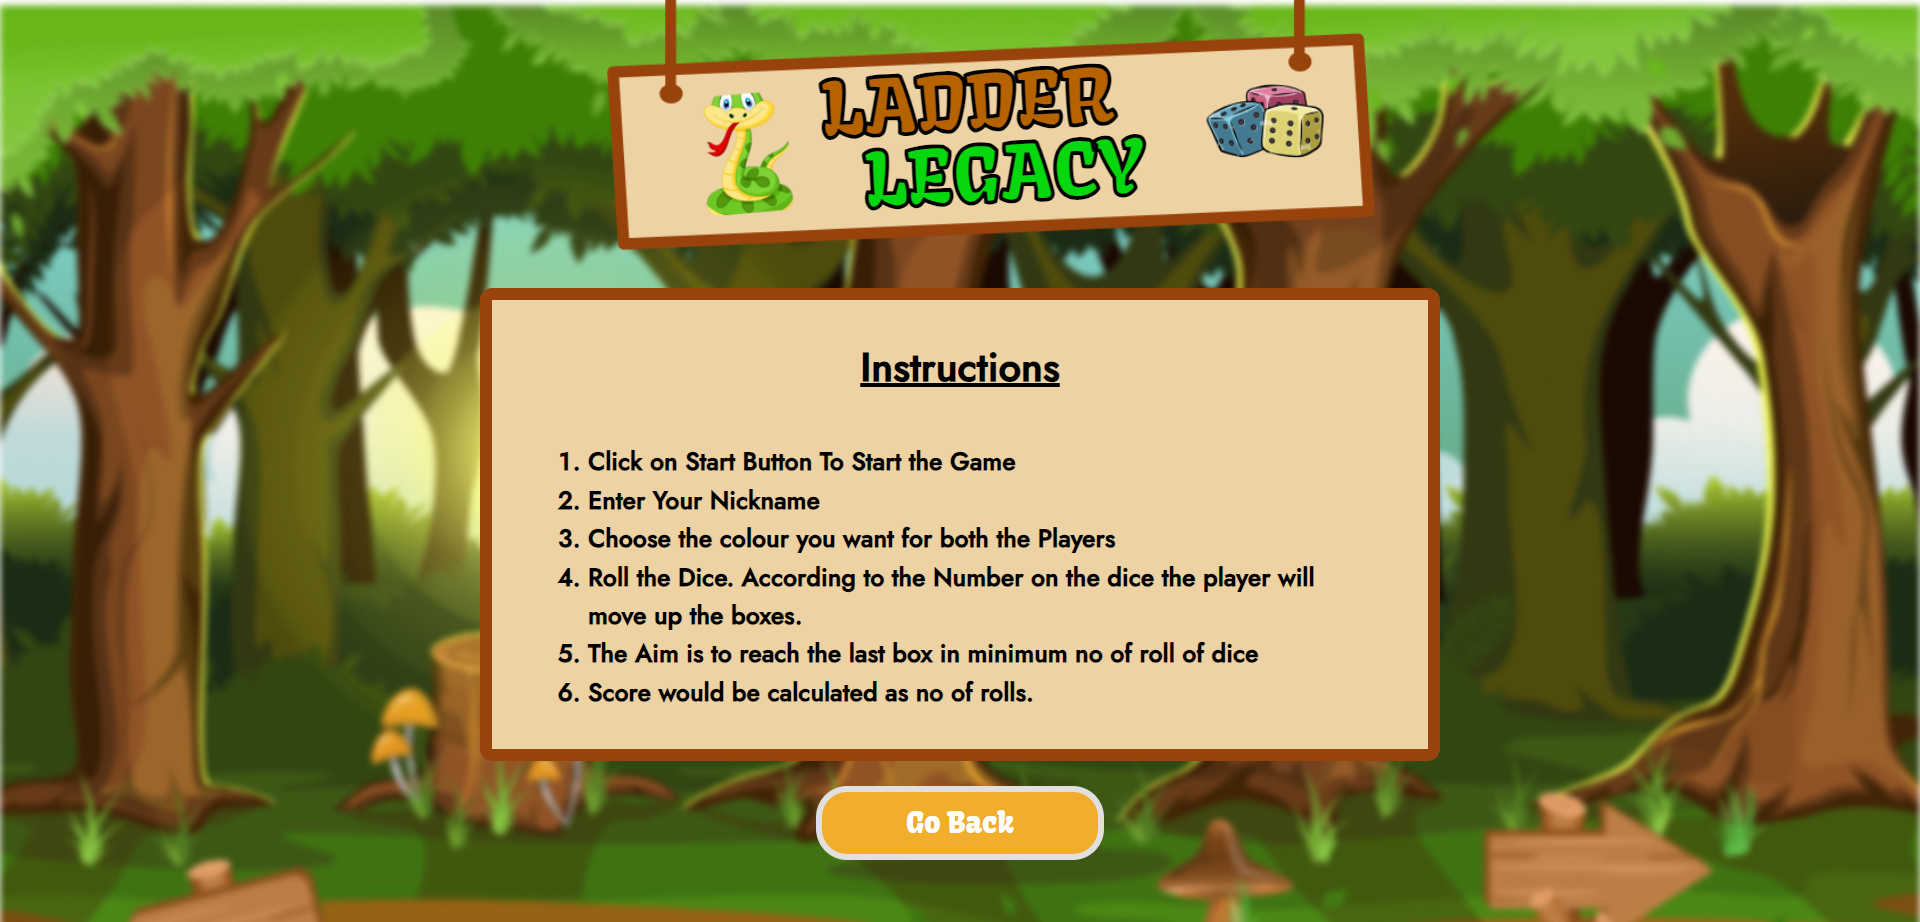 LADDER
LEGACY
Instructions
1. Click on Start Button To Start the Game
2. Enter Your Nickname
3. Choose the colour you want for both the Players
4. Roll the Dice. According to the Number on the dice the player will
move up the boxes.
5. The Aim is to reach the last box in minimum no of roll of dice
6. Score would be calculated as no of rolls.
Go Back